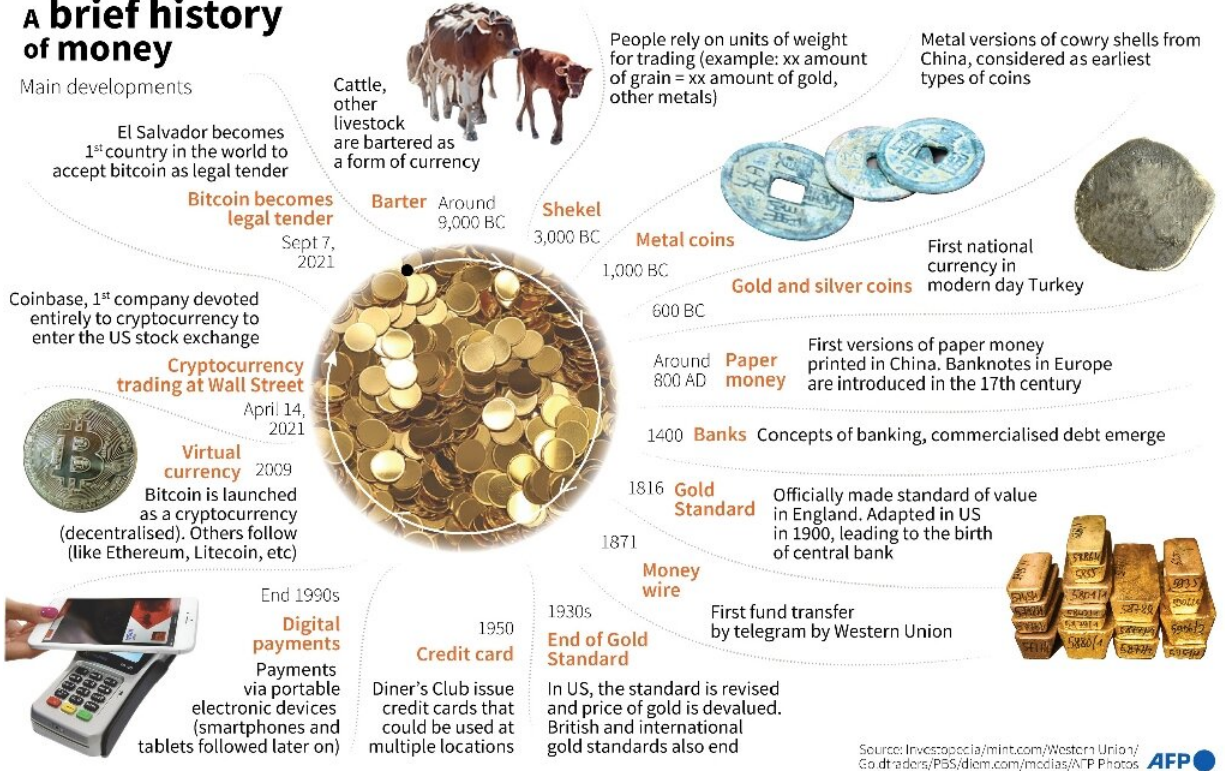 A brief history
of money
Main developments
Cattle,
other
livestock
are bartered as
a form of currency
Barter
Around
9,000 BC
People rely on units of weight
for trading (example: xx amount
of grain = xx amount of gold,
other metals)
Shekel
3,000 BC
Metal versions of cowry shells from
China, considered as earliest
types of coins
Metal coins
1,000 BC
Gold and silver coins
600 BC
First national
currency in
modern day Turkey
Around
800 AD
Paper
money
First versions of paper money
printed in China. Banknotes in Europe
are introduced in the 17th century
1400 Banks Concepts of banking, commercialised debt emerge
1816 Gold
Standard
Officially made standard of value
in England. Adapted in US
in 1900, leading to the birth
of central bank
1871
Money
wire
First fund transfer
by telegram by Western Union
1930s
End of Gold
Standard
In US, the standard is revised
and price of gold is devalued.
British and international
gold standards also end
1950
Credit card
Diner's Club issue
credit cards that
could be used at
multiple locations
End 1990s
Digital
payments
Payments
via portable
electronic devices
(smartphones and
tablets followed later on)
Virtual
currency 2009
Bitcoin is launched
as a cryptocurrency
(decentralised). Others follow
(like Ethereum, Litecoin, etc)
Coinbase, 1st company devoted
entirely to cryptocurrency to
enter the US stock exchange
Cryptocurrency
trading at Wall Street
April 14,
2021
El Salvador becomes
1st country in the world to
accept bitcoin as legal tender
Bitcoin becomes
legal tender
Sept 7,
2021
Source: Investopedia/mint.com/Western Union/
Goldtraders/PBS/diem.com/medias/AFP Photos
AFP